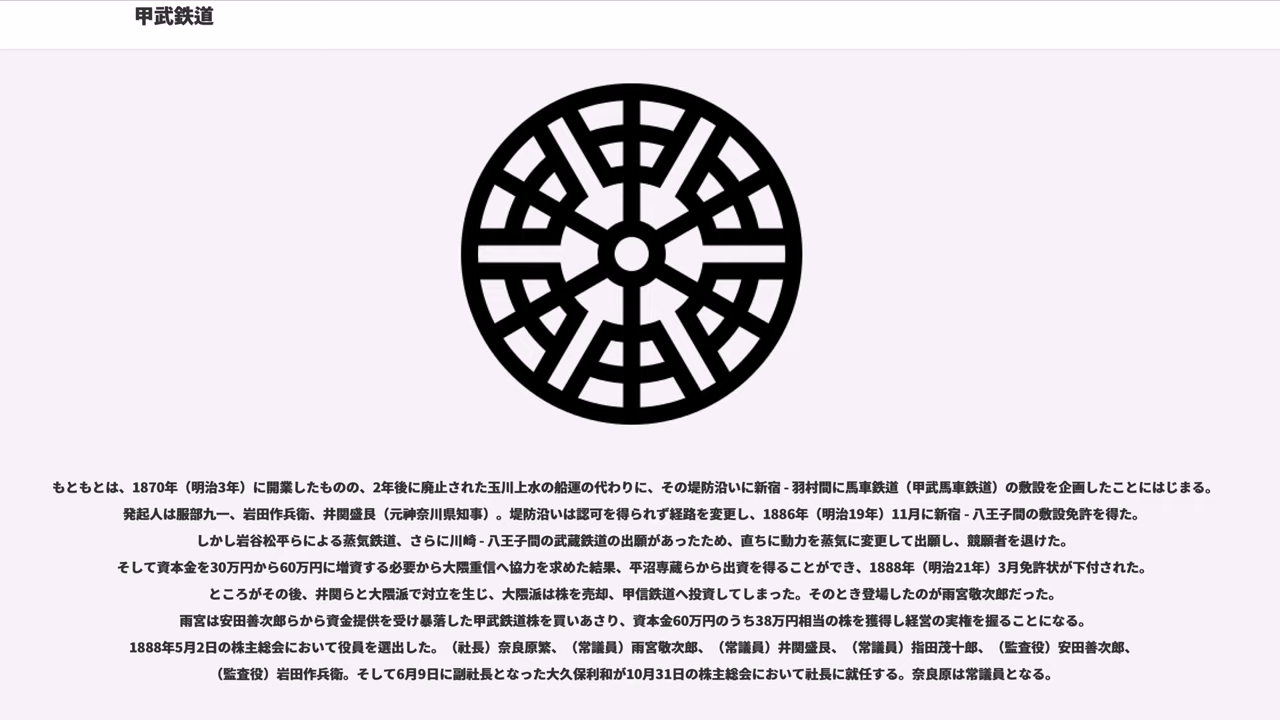 甲武鉄道
もともとは、1870年（明治3年）に開業したものの、2年後に廃止された玉川上水の船運の代わりに、その堤防沿いに新宿 - 羽村間に馬車鉄道（甲武馬車鉄道）の敷設を企画したことにはじまる。
発起人は服部九一、岩田作兵衛、井関盛艮（元神奈川県知事）。堤防沿いは認可を得られず経路を変更し、1886年（明治19年）11月に新宿 - 八王子間の敷設免許を得た。
しかし岩谷松平らによる蒸気鉄道、さらに川崎 - 八王子間の武蔵鉄道の出願があったため、直ちに動力を蒸気に変更して出願し、競願者を退けた。
そして資本金を30万円から60万円に増資する必要から大隈重信へ協力を求めた結果、平沼専蔵らから出資を得ることができ、1888年（明治21年）3月免許状が下付された。
ところがその後、井関らと大隈派で対立を生じ、大隈派は株を売却、甲信鉄道へ投資してしまった。そのとき登場したのが雨宮敬次郎だった。
雨宮は安田善次郎らから資金提供を受け暴落した甲武鉄道株を買いあさり、資本金60万円のうち38万円相当の株を獲得し経営の実権を握ることになる。
1888年5月2日の株主総会において役員を選出した。（社長）奈良原繁、（常議員）雨宮敬次郎、（常議員）井関盛艮、（常議員）指田茂十郎、（監査役）安田善次郎、
（監査役）岩田作兵衛。そして6月9日に副社長となった大久保利和が10月31日の株主総会において社長に就任する。奈良原は常議員となる。